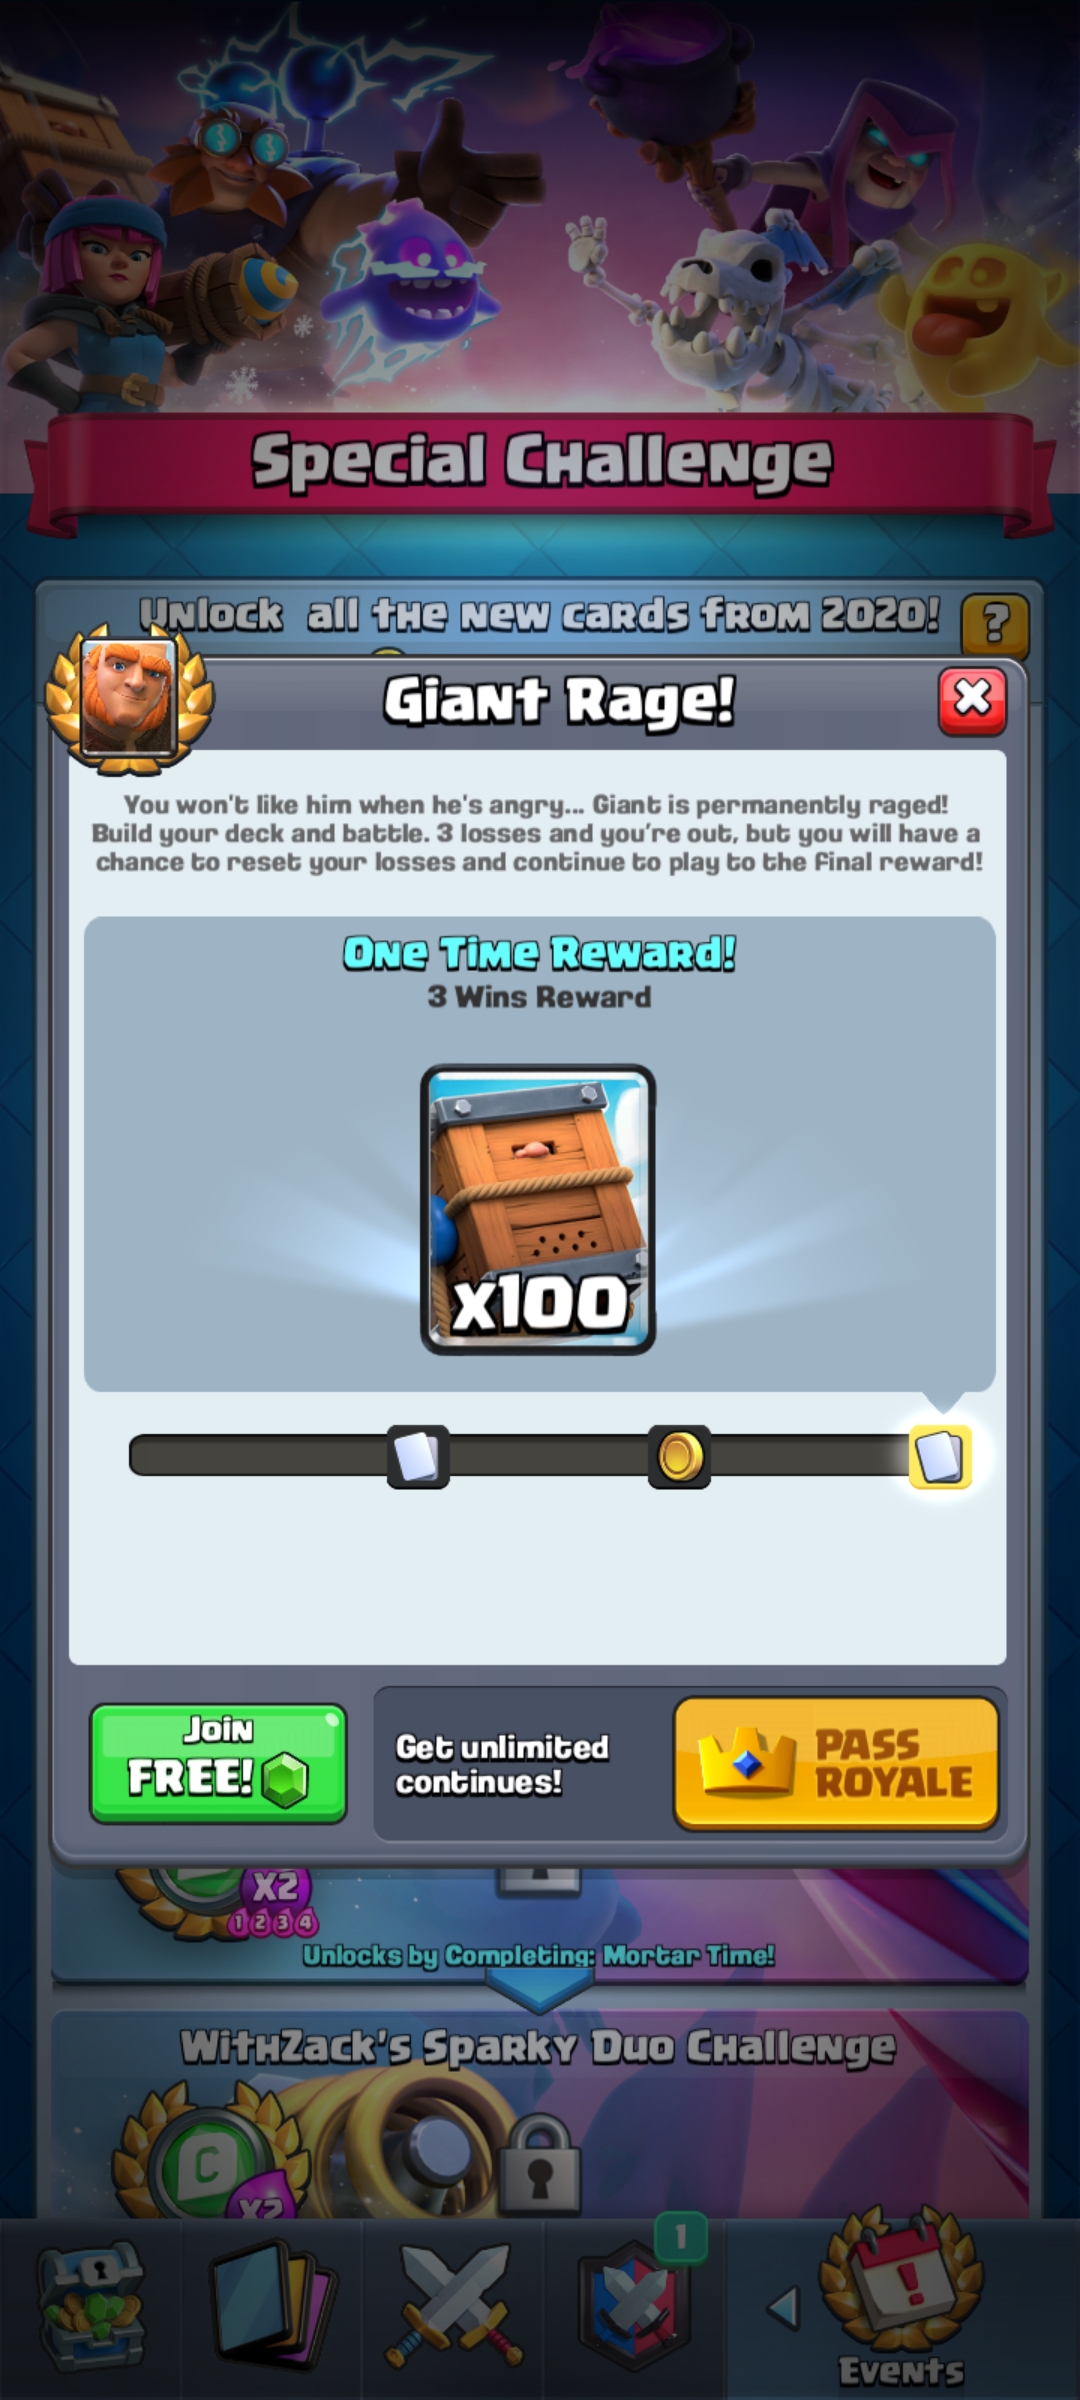 Special Challenge
Unlock all the new cards from 2020!
?
Giant Rage!
You won't like him when he's angry... Giant is permanently raged!
Build your deck and battle. 3 losses and you're out, but you will have a
chance to reset your losses and continue to play to the final reward!
One Time Reward!
3 Wins Reward
x100
Join
FREE!
Get unlimited
continues!
PASS
ROYALE
X2
1 2 3 4
Unlocks by Completing: Mortar Time!
WithZack's Sparky Duo Challenge
C
X2
1
!
Events